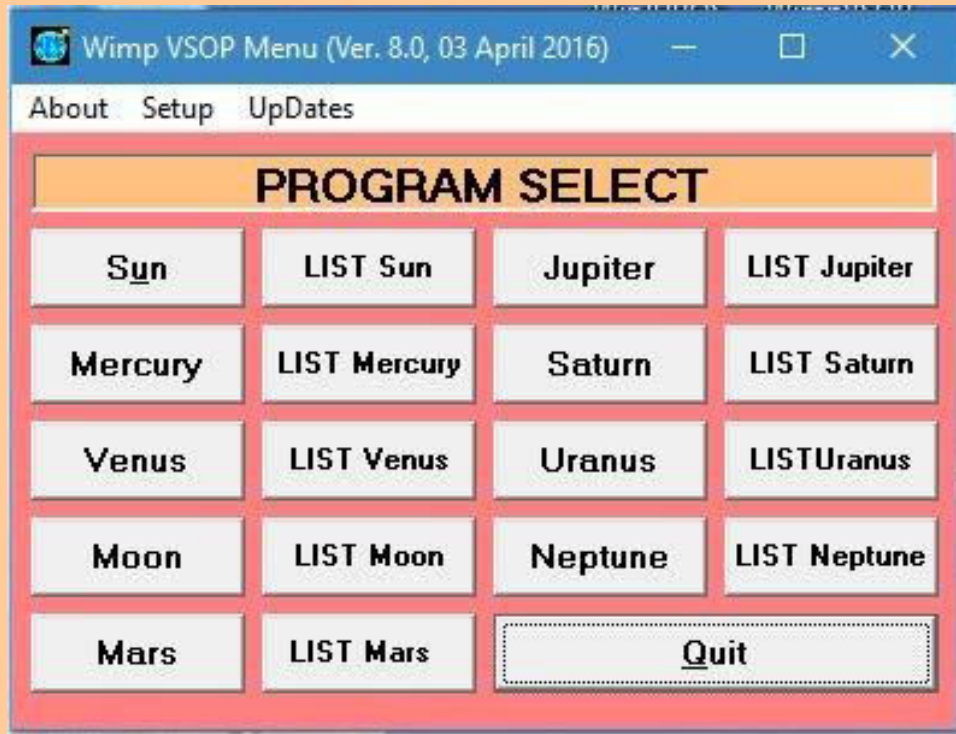 Wimp VSOP Menu (Ver. 8.0, 03 April 2016)
About Setup UpDates
PROGRAM SELECT
Sun LIST Sun Jupiter LIST Jupiter
Mercury LIST Mercury Saturn LIST Saturn
Venus LIST Venus Uranus LISTUranus
Moon LIST Moon Neptune LIST Neptune
Mars LIST Mars Quit